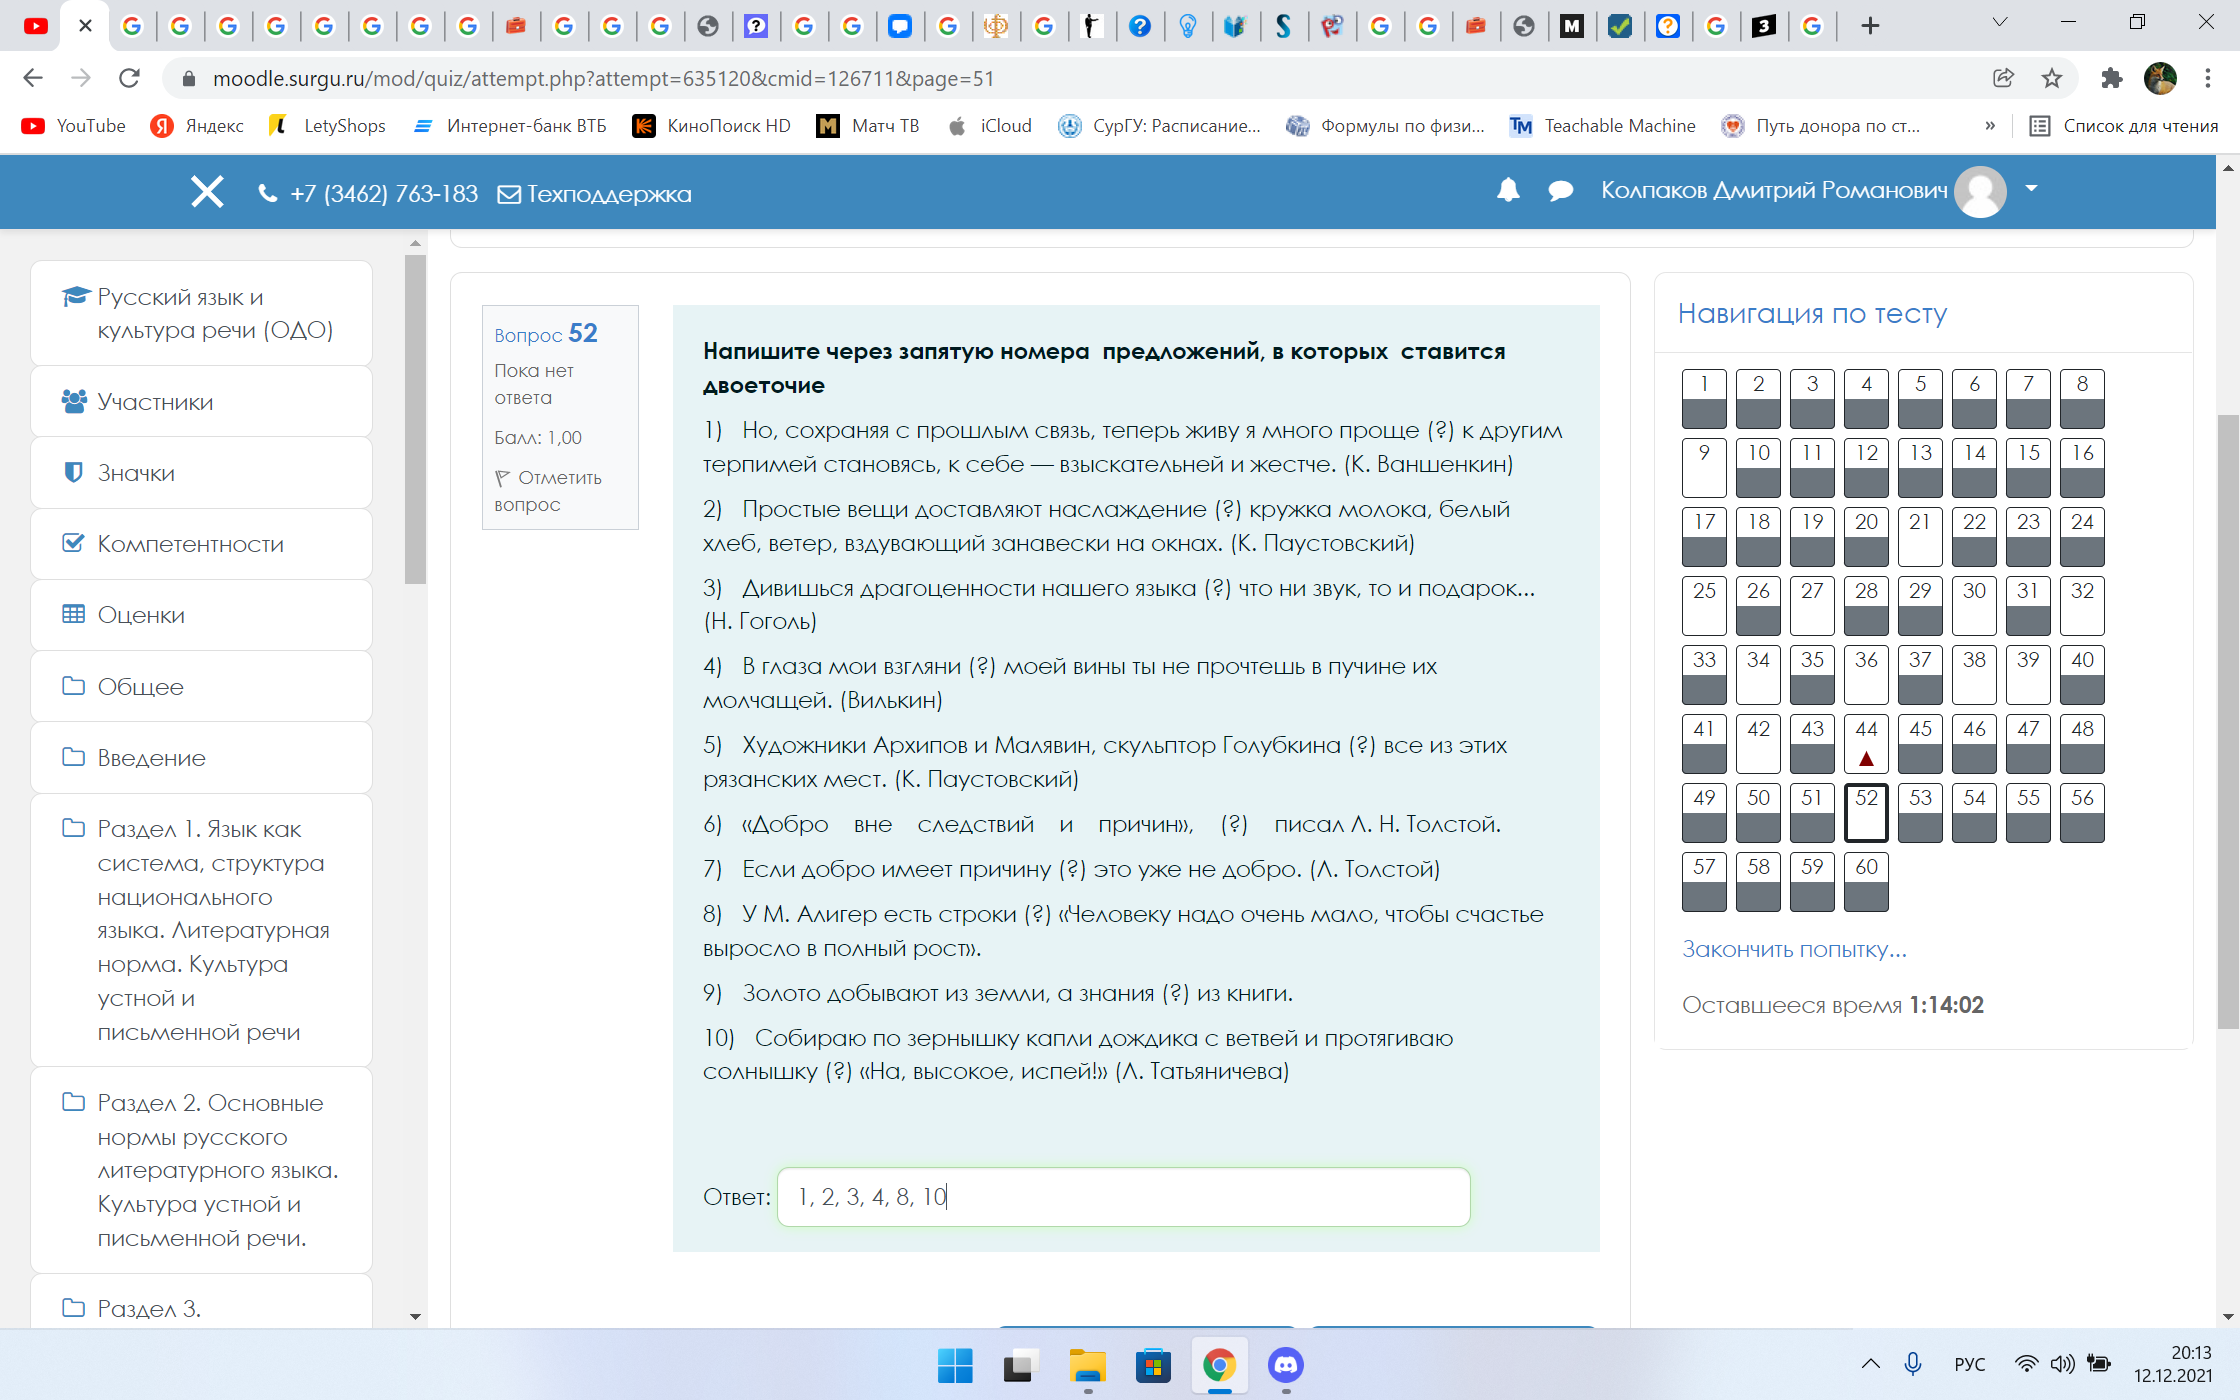 moodle.surgu.ru/mod/quiz/attempt.php?attempt=635120&cmid=126711&page=51
YouTube Яндекс LetyShops Интернет-банк ВТБ КиноПоиск HD Матч ТВ iCloud СурГУ: Расписание... Формулы по физи... Teachable Machine Путь донора по ст... » Список для чтения
+7 (3462) 763-183 Техподдержка Колпаков Дмитрий Романович
Русский язык и
культура речи (ОДО)
Участники
Значки
Компетентности
Оценки
Общее
Введение
Раздел 1. Язык как
система, структура
национального
языка. Литературная
норма. Культура
устной и
письменной речи
Раздел 2. Основные
нормы русского
литературного языка.
Культура устной и
письменной речи.
Раздел 3.
Вопрос 52
Пока нет
ответа
Балл: 1,00
Отметить
вопрос
Напишите через запятую номера предложений, в которых ставится
двоеточие
1) Но, сохраняя с прошлым связь, теперь живу я много проще (?) к другим
терпимей становясь, к себе — взыскательней и жестче. (К. Ваншенкин)
2) Простые вещи доставляют наслаждение (?) кружка молока, белый
хлеб, ветер, вздувающий занавески на окнах. (К. Паустовский)
3) Дивишься драгоценности нашего языка (?) что ни звук, то и подарок...
(Н. Гоголь)
4) В глаза мои взгляни (?) моей вины ты не прочтешь в пучине их
молчащей. (Вилькин)
5) Художники Архипов и Малявин, скульптор Голубкина (?) все из этих
рязанских мест. (К. Паустовский)
6) «Добро вне следствий и причин», (?) писал Л. Н. Толстой.
7) Если добро имеет причину (?) это уже не добро. (Л. Толстой)
8) У М. Алигер есть строки (?) «Человеку надо очень мало, чтобы счастье
выросло в полный рост».
9) Золото добывают из земли, а знания (?) из книги.
10) Собираю по зернышку капли дождика с ветвей и протягиваю
солнышку (?) «На, высокое, испей!» (Л. Татьяничева)
Ответ: 1, 2, 3, 4, 8, 10
Навигация по тесту
1 2 3 4 5 6 7 8
9 10 11 12 13 14 15 16
17 18 19 20 21 22 23 24
25 26 27 28 29 30 31 32
33 34 35 36 37 38 39 40
41 42 43 44 45 46 47 48
49 50 51 52 53 54 55 56
57 58 59 60
Закончить попытку...
Оставшееся время 1:14:02
РУС
20:13
12.12.2021